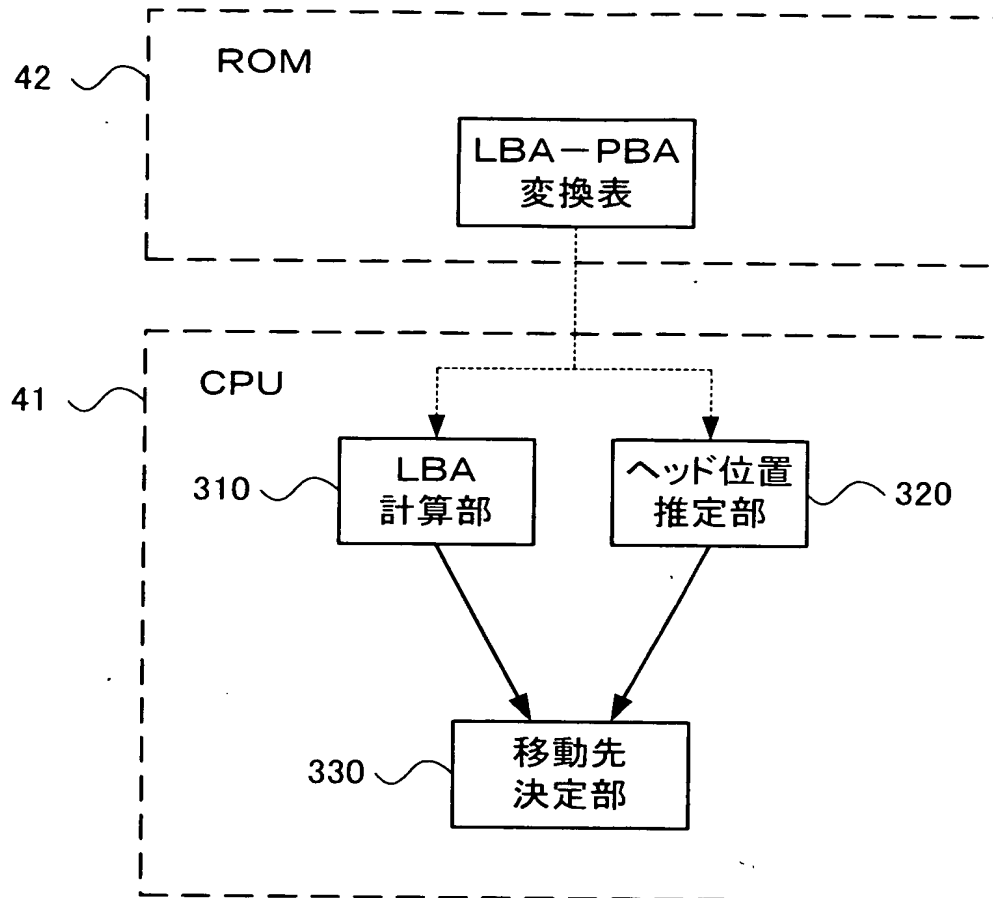 ROM
42
LBA－PBA
変換表
CPU
41
LBA
計算部
310
ヘッド位置
推定部
320
移動先
決定部
330